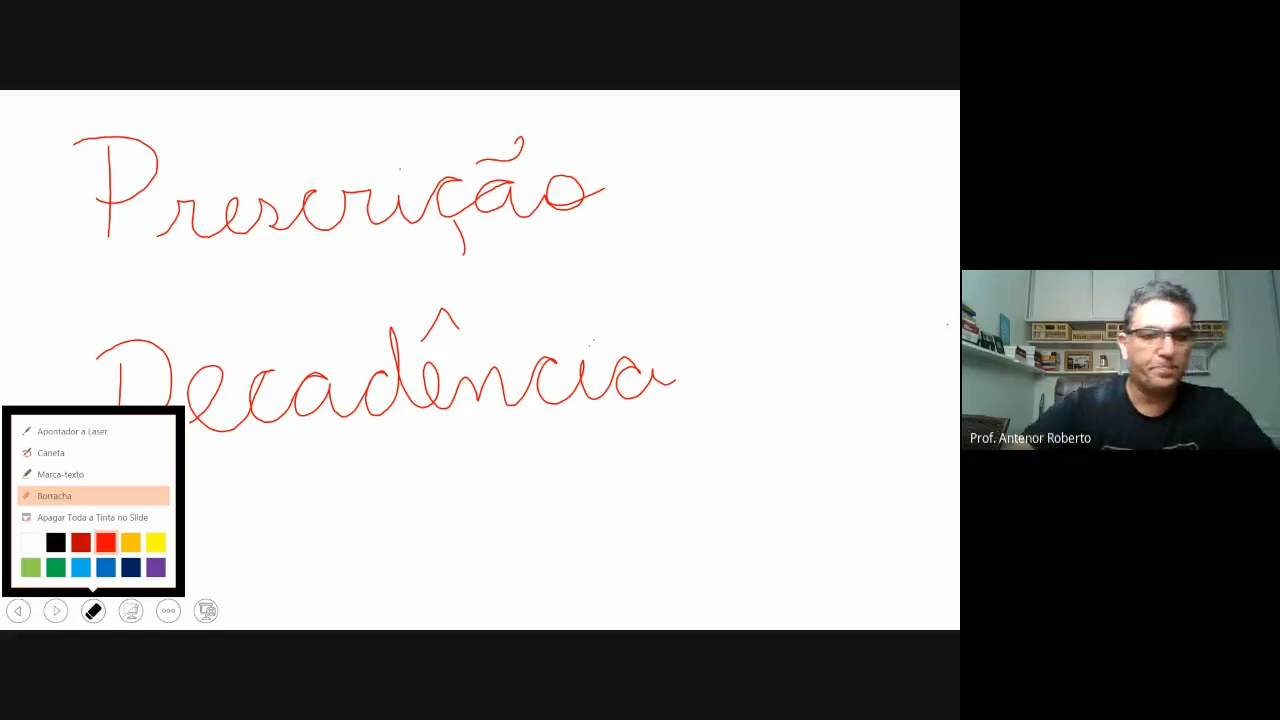 Prescrição
Decadência
Apontador a Laser
Caneta
Marca-texto
Borracha
Apagar Toda a Tinta no Slide
Prof. Antenor Roberto